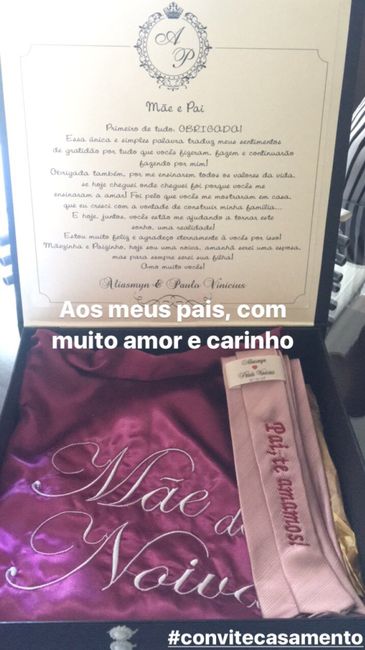 A P
Mãe e Pai
Primeiro de tudo, OBRIGADA!
Essa única e simples palavra traduz meus sentimentos
de gratidão por tudo que vocês fizeram, fazem e continuarão
fazendo por mim!
Obrigada também, por me ensinarem todos os valores da vida,
se hoje cheguei onde cheguei foi porque vocês me
ensinaram a amar! Foi pelo que vocês me mostraram em casa,
que eu cresci com a vontade de construir minha família...
E hoje, juntos, vocês estão me ajudando a tornar este
sonho, uma realidade!
Estou muito feliz e agradeço eternamente à vocês por isso!
Mãezinha e Paizinho, hoje sou uma noiva, amanhã serei uma esposa,
mas para sempre serei sua filha!
Amo muito vocês!
Aliasmyn & Paulo Vinicius
Aos meus pais, com
muito amor e carinho
Aliasmyn
Paulo Vinicius
Pai, te amamos!
Mãe da
Noiva
#convitecasamento